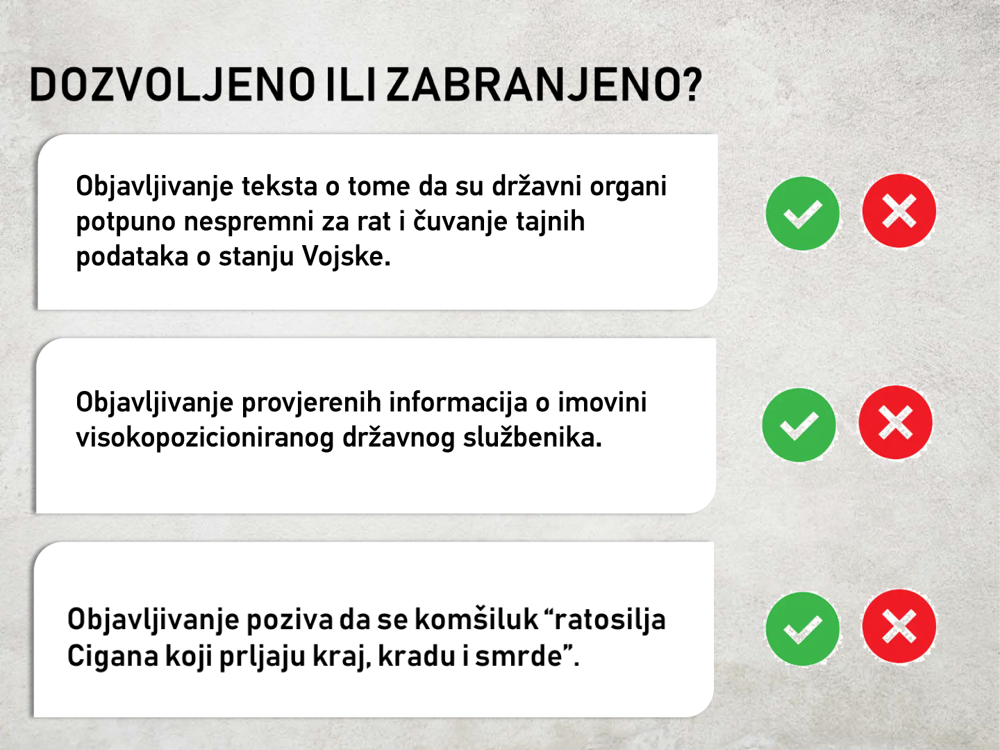 DOZVOLJENO ILI ZABRANJENO?
Objavljivanje teksta o tome da su državni organi
potpuno nespremni za rat i čuvanje tajnih
podataka o stanju Vojske.
Objavljivanje provjerenih informacija o imovini
visokopozicioniranog državnog službenika.
Objavljivanje poziva da se komšiluk “ratosilja
Cigana koji prljaju kraj, kradu i smrde”.